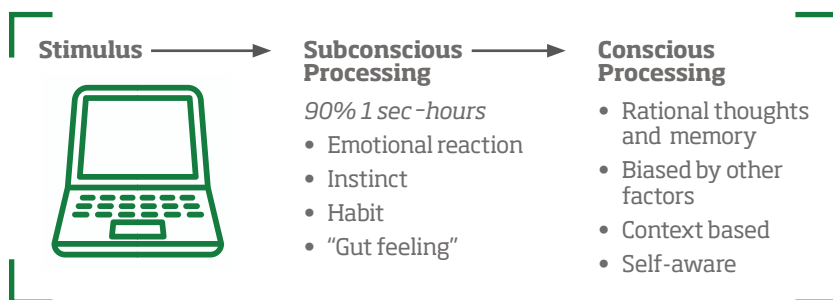 Stimulus
Subconscious
Processing
90% 1 sec –hours
• Emotional reaction
• Instinct
• Habit
• “Gut feeling”
Conscious
Processing
• Rational thoughts
and memory
• Biased by other
factors
• Context based
• Self-aware